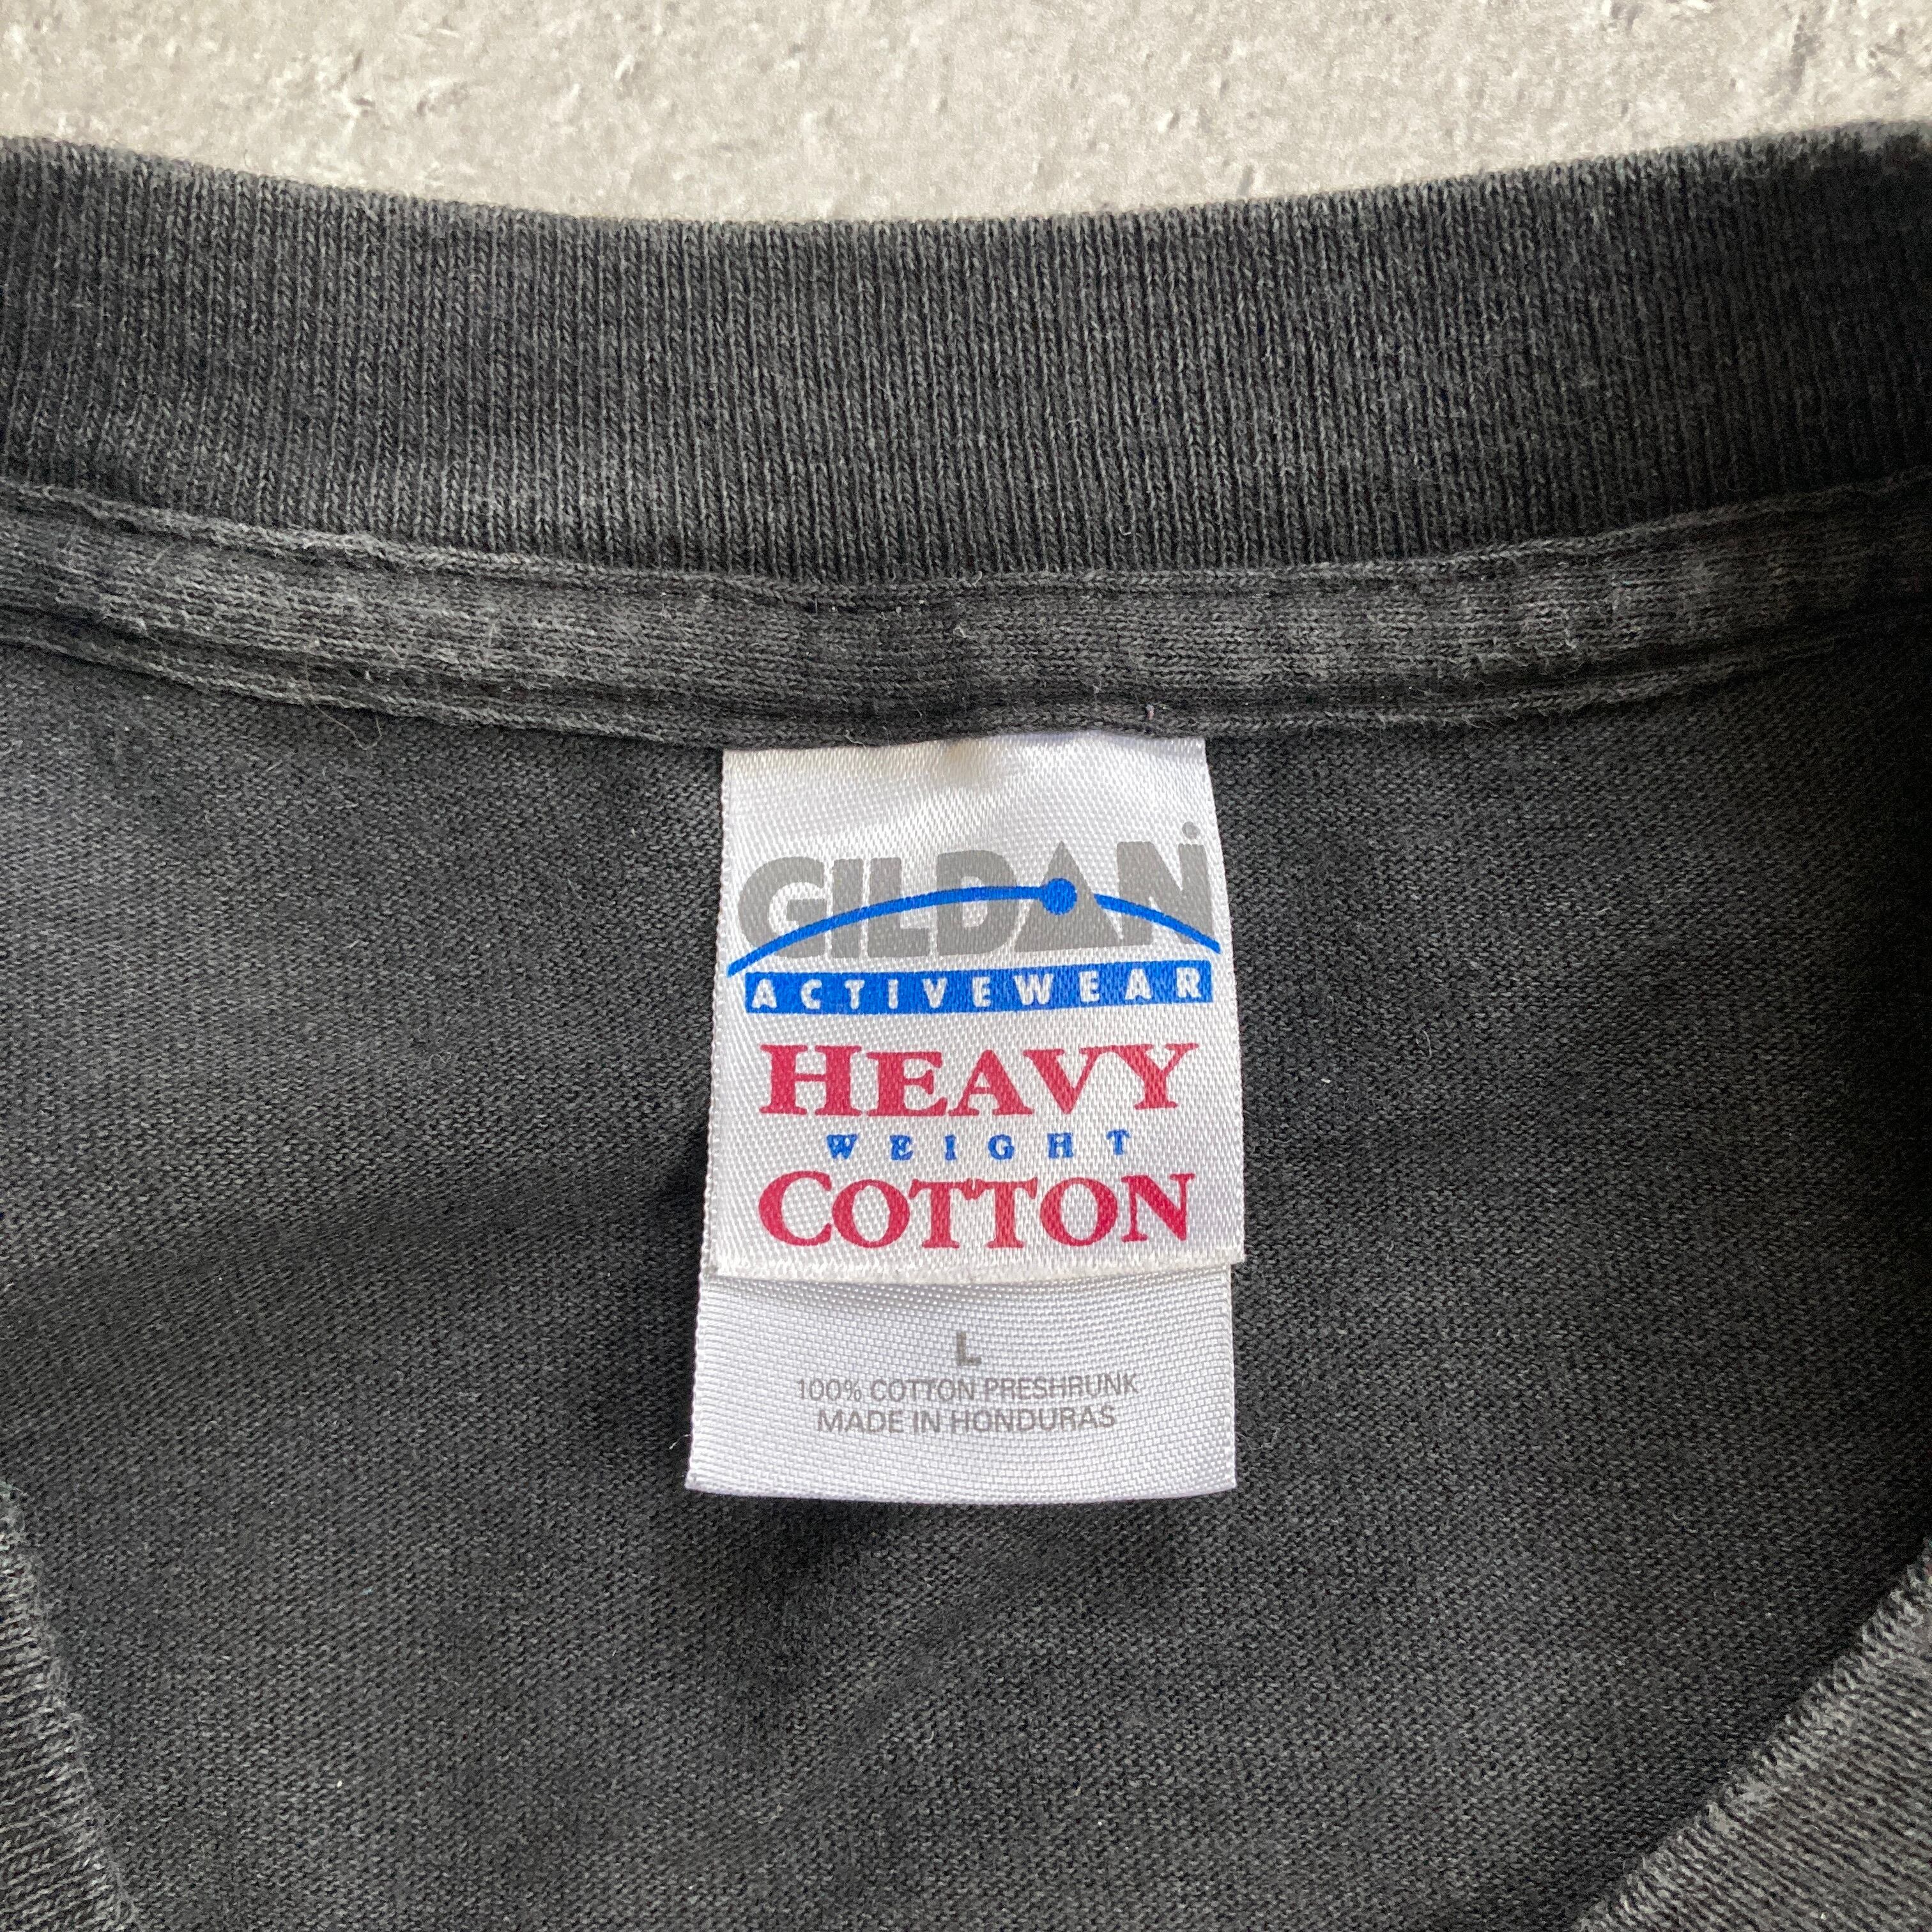 GILDAN
ACTIVEWEAR
HEAVY
WEIGHT
COTTON
L
100% COTTON PRESHRUNK
MADE IN HONDURAS